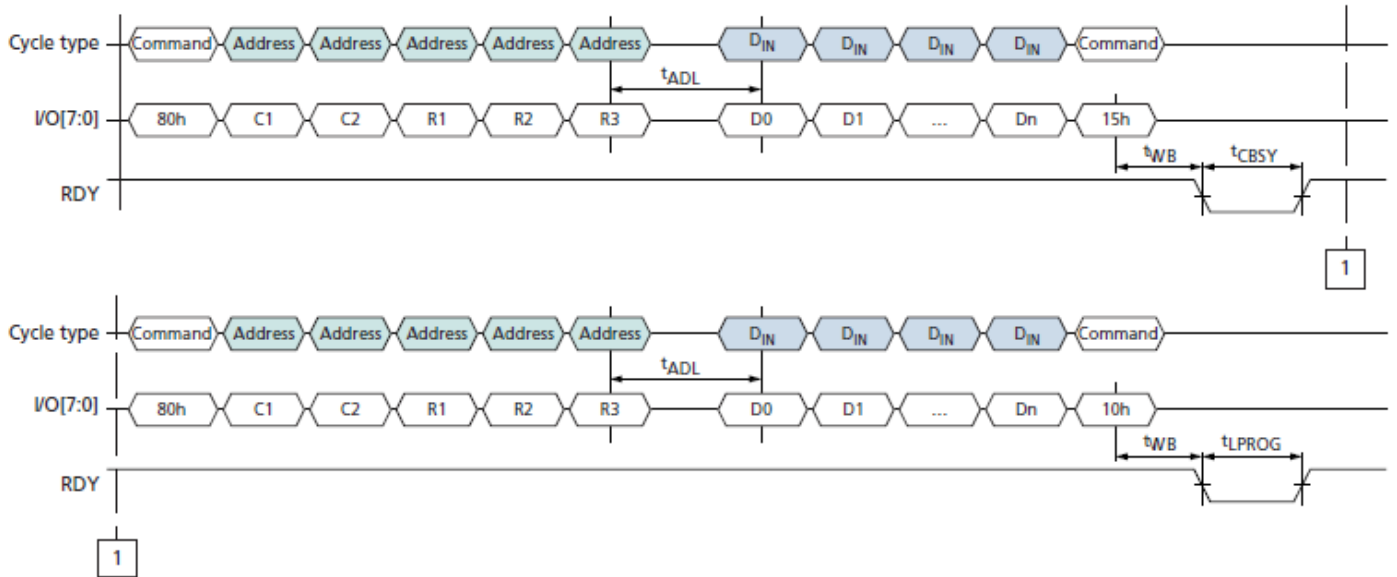 Cycle type Command Address Address Address Address Address DIN DIN DIN DIN Command
tADL
I/O[7:0] 80h C1 C2 R1 R2 R3 D0 D1 ... Dn 15h
tWB tCBSY
RDY
1
Cycle type Command Address Address Address Address Address DIN DIN DIN DIN Command
tADL
I/O[7:0] 80h C1 C2 R1 R2 R3 D0 D1 ... Dn 10h
tWB tLPROG
RDY
1